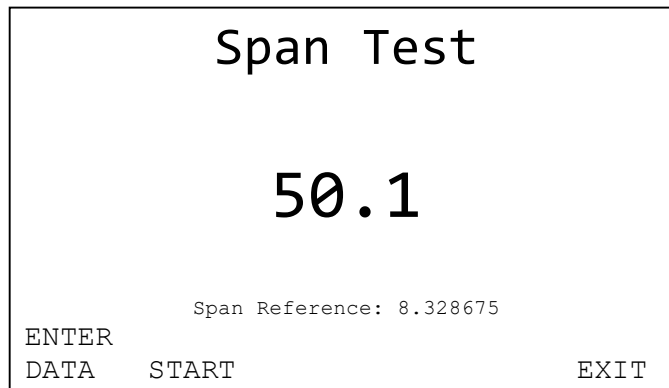 Span Test
50.1
Span Reference: 8.328675
ENTER
DATA START EXIT